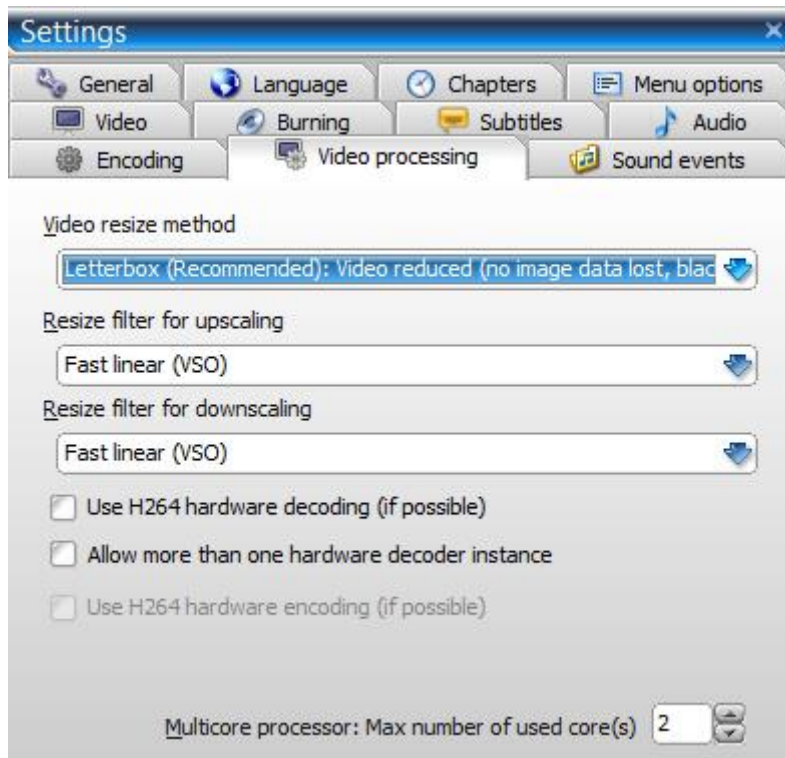 Settings
General Language Chapters Menu options
Video Burning Subtitles Audio
Encoding Video processing Sound events
Video resize method
Letterbox (Recommended): Video reduced (no image data lost, blac
Resize filter for upscaling
Fast linear (VSO)
Resize filter for downscaling
Fast linear (VSO)
Use H264 hardware decoding (if possible)
Allow more than one hardware decoder instance
Use H264 hardware encoding (if possible)
Multicore processor: Max number of used core(s) 2